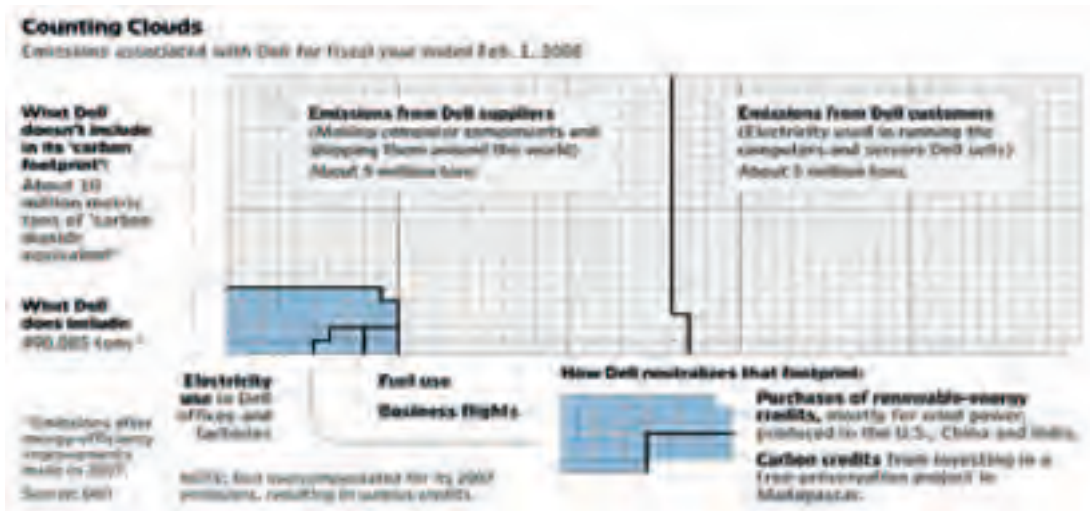 Counting Clouds
Emissions associated with Dell for fiscal year ended Feb. 1, 2008
What Dell
doesn't include
in its 'carbon
footprint':
About 10
million metric
tons of 'carbon
dioxide
equivalent'
Emissions from Dell suppliers
(Making computer components and
shipping them around the world)
About million tons
Emissions from Dell customers
(Electricity used in running the
computers and servers Dell sells)
About 5 million tons
What Dell
does include:
tons
Electricity
use in Dell
offices and
facilities
Fuel use
Business flights
How Dell neutralizes that footprint:
Purchases of renewable-energy
credits, mostly for wind power
produced in the U.S., China and India.
Carbon credits from investing in a
tree-preservation project in
Madagascar.
*Emissions after
energy-efficiency
improvements
made in 2007
Source: Dell
NOTE: Dell overcompensated for its 2007
emissions, resulting in surplus credits.